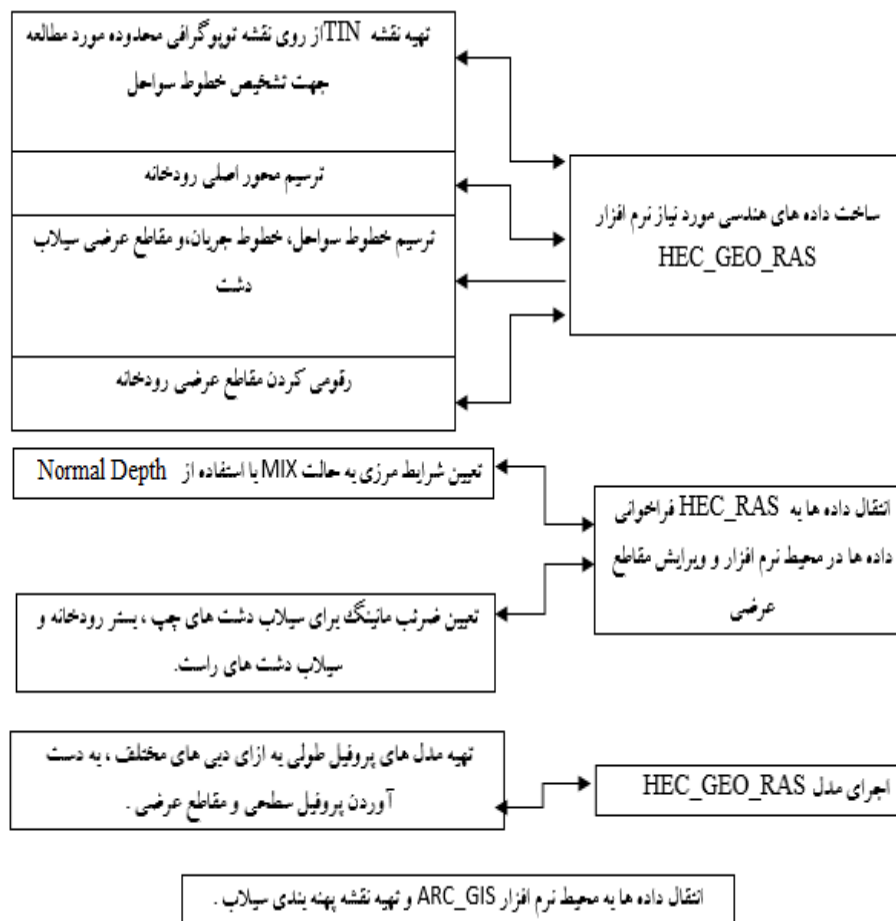 تهیه نقشه TINاز روی نقشه توپوگرافی محدوده مورد مطالعه
جهت تشخیص خطوط سواحل
ترسیم محور اصلی رودخانه
ترسیم خطوط سواحل، خطوط جریان،و مقاطع عرضی سیلاب
دشت
رقومی کردن مقاطع عرضی رودخانه
ساخت داده های هندسی مورد نیاز نرم افزار
HEC_GEO_RAS
تعیین شرایط مرزی به حالت MIX با استفاده از Normal Depth
تعیین ضرئب مانینگ برای سیلاب دشت های چپ ، بستر رودخانه و
سیلاب دشت های راست.
انتقال داده ها به HEC_RAS فراخوانی
داده ها در محیط نرم افزار و ویرایش مقاطع
عرضی
تهیه مدل های پروفیل طولی به ازای دبی های مختلف ، به دست
آوردن پروفیل سطحی و مقاطع عرضی .
اجرای مدل HEC_GEO_RAS
انتقال داده ها به محیط نرم افزار ARC_GIS و تهیه نقشه پهنه بندی سیلاب .